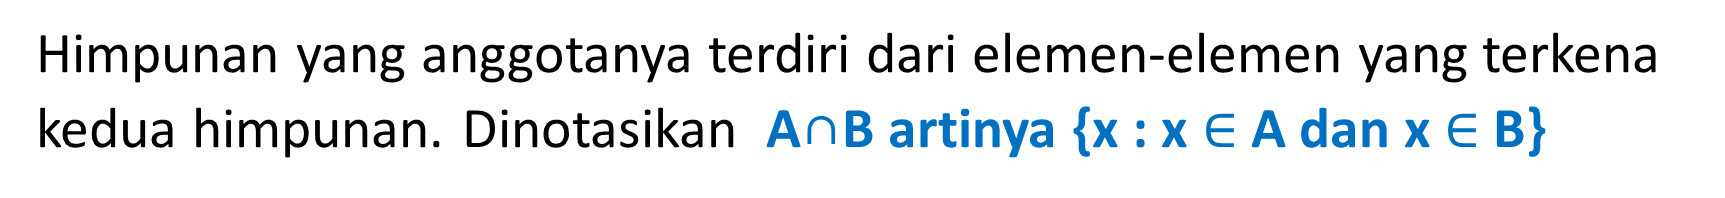 Himpunan yang anggotanya terdiri dari elemen-elemen yang terkena
kedua himpunan. Dinotasikan A∩B artinya {x : x ∈ A dan x ∈ B}